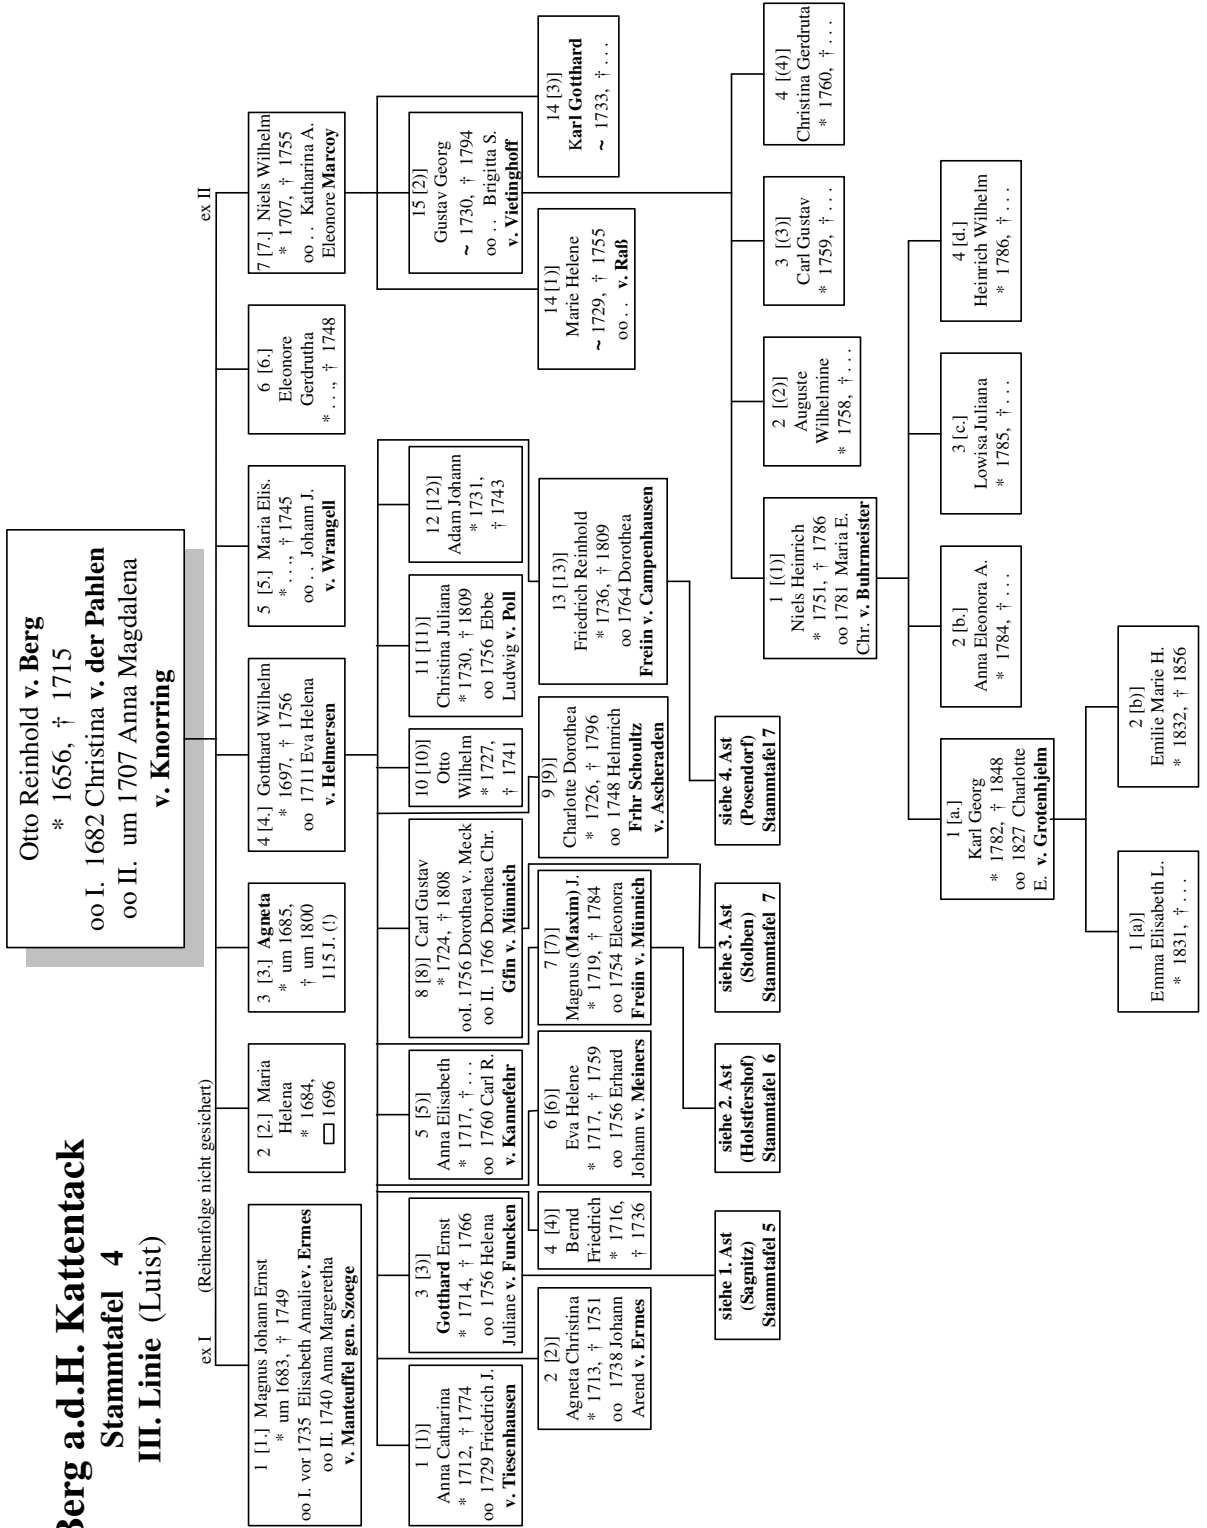 Berg a.d.H. Kattentack
Stammtafel 4
III. Linie (Luist)
Otto Reinhold v. Berg
* 1656, † 1715
oo I. 1682 Christina v. der Pahlen
oo II. um 1707 Anna Magdalena
v. Knorring
ex I
(Reihenfolge nicht gesichert)
ex II
1 [1.] Magnus Johann Ernst
* um 1683, † 1749
oo I. vor 1735 Elisabeth Amalie v. Ermes
oo II. 1740 Anna Margeretha
v. Manteuffel gen. Szoege
2 [2.] Maria
Helena
* 1684,
▭ 1696
3 [3.] Agneta
* um 1685,
† um 1800
115 J. (!)
4 [4.] Gotthard Wilhelm
* 1697, † 1756
oo 1711 Eva Helena
v. Helmersen
5 [5.] Maria Elis.
* . . ., † 1745
oo . . Johann J.
v. Wrangell
6 [6.]
Eleonore
Gerdrutha
* . . ., † 1748
7 [7.] Niels Wilhelm
* 1707, † 1755
oo . . Katharina A.
Eleonore Marcoy
1 [1)]
Anna Catharina
* 1712, † 1774
oo 1729 Friedrich J.
v. Tiesenhausen
3 [3)]
Gotthard Ernst
* 1714, † 1766
oo 1756 Helena
Juliane v. Funcken
5 [5)]
Anna Elisabeth
* 1717, † . . .
oo 1760 Carl R.
v. Kannefehr
8 [8)] Carl Gustav
* 1724, † 1808
ooI. 1756 Dorothea v. Meck
oo II. 1766 Dorothea Chr.
Gfin v. Münnich
10 [10)]
Otto
Wilhelm
* 1727,
† 1741
11 [11)]
Christina Juliana
* 1730, † 1809
oo 1756 Ebbe
Ludwig v. Poll
12 [12)]
Adam Johann
* 1731,
† 1743
15 [2)]
Gustav Georg
~ 1730, † 1794
oo . . Brigitta S.
v. Vietinghoff
2 [2)]
Agneta Christina
* 1713, † 1751
oo 1738 Johann
Arend v. Ermes
4 [4)]
Bernd
Friedrich
* 1716,
† 1736
6 [6)]
Eva Helene
* 1717, † 1759
oo 1756 Erhard
Johann v. Meiners
7 [7)]
Magnus (Maxim) J.
* 1719, † 1784
oo 1754 Eleonora
Freiin v. Münnich
9 [9)]
Charlotte Dorothea
* 1726, † 1796
oo 1748 Helmrich
Frhr Schoultz
v. Ascheraden
13 [13)]
Friedrich Reinhold
* 1736, † 1809
oo 1764 Dorothea
Freiin v. Campenhausen
14 [1)]
Marie Helene
~ 1729, † 1755
oo . . v. Raß
14 [3)]
Karl Gotthard
~ 1733, † . . .
siehe 1. Ast
(Sagnitz)
Stammtafel 5
siehe 2. Ast
(Holstfershof)
Stammtafel 6
siehe 3. Ast
(Stolben)
Stammtafel 7
siehe 4. Ast
(Posendorf)
Stammtafel 7
1 [(1)]
Niels Heinrich
* 1751, † 1786
oo 1781 Maria E.
Chr. v. Buhrmeister
2 [(2)]
Auguste
Wilhelmine
* 1758, † . . .
3 [(3)]
Carl Gustav
* 1759, † . . .
4 [(4)]
Christina Gerdruta
* 1760, † . . .
1 [a.]
Karl Georg
* 1782, † 1848
oo 1827 Charlotte
E. v. Grotenhjelm
2 [b.]
Anna Eleonora A.
* 1784, † . . .
3 [c.]
Lowisa Juliana
* 1785, † . . .
4 [d.]
Heinrich Wilhelm
* 1786, † . . .
1 [a)]
Emma Elisabeth L.
* 1831, † . . .
2 [b)]
Emilie Marie H.
* 1832, † 1856